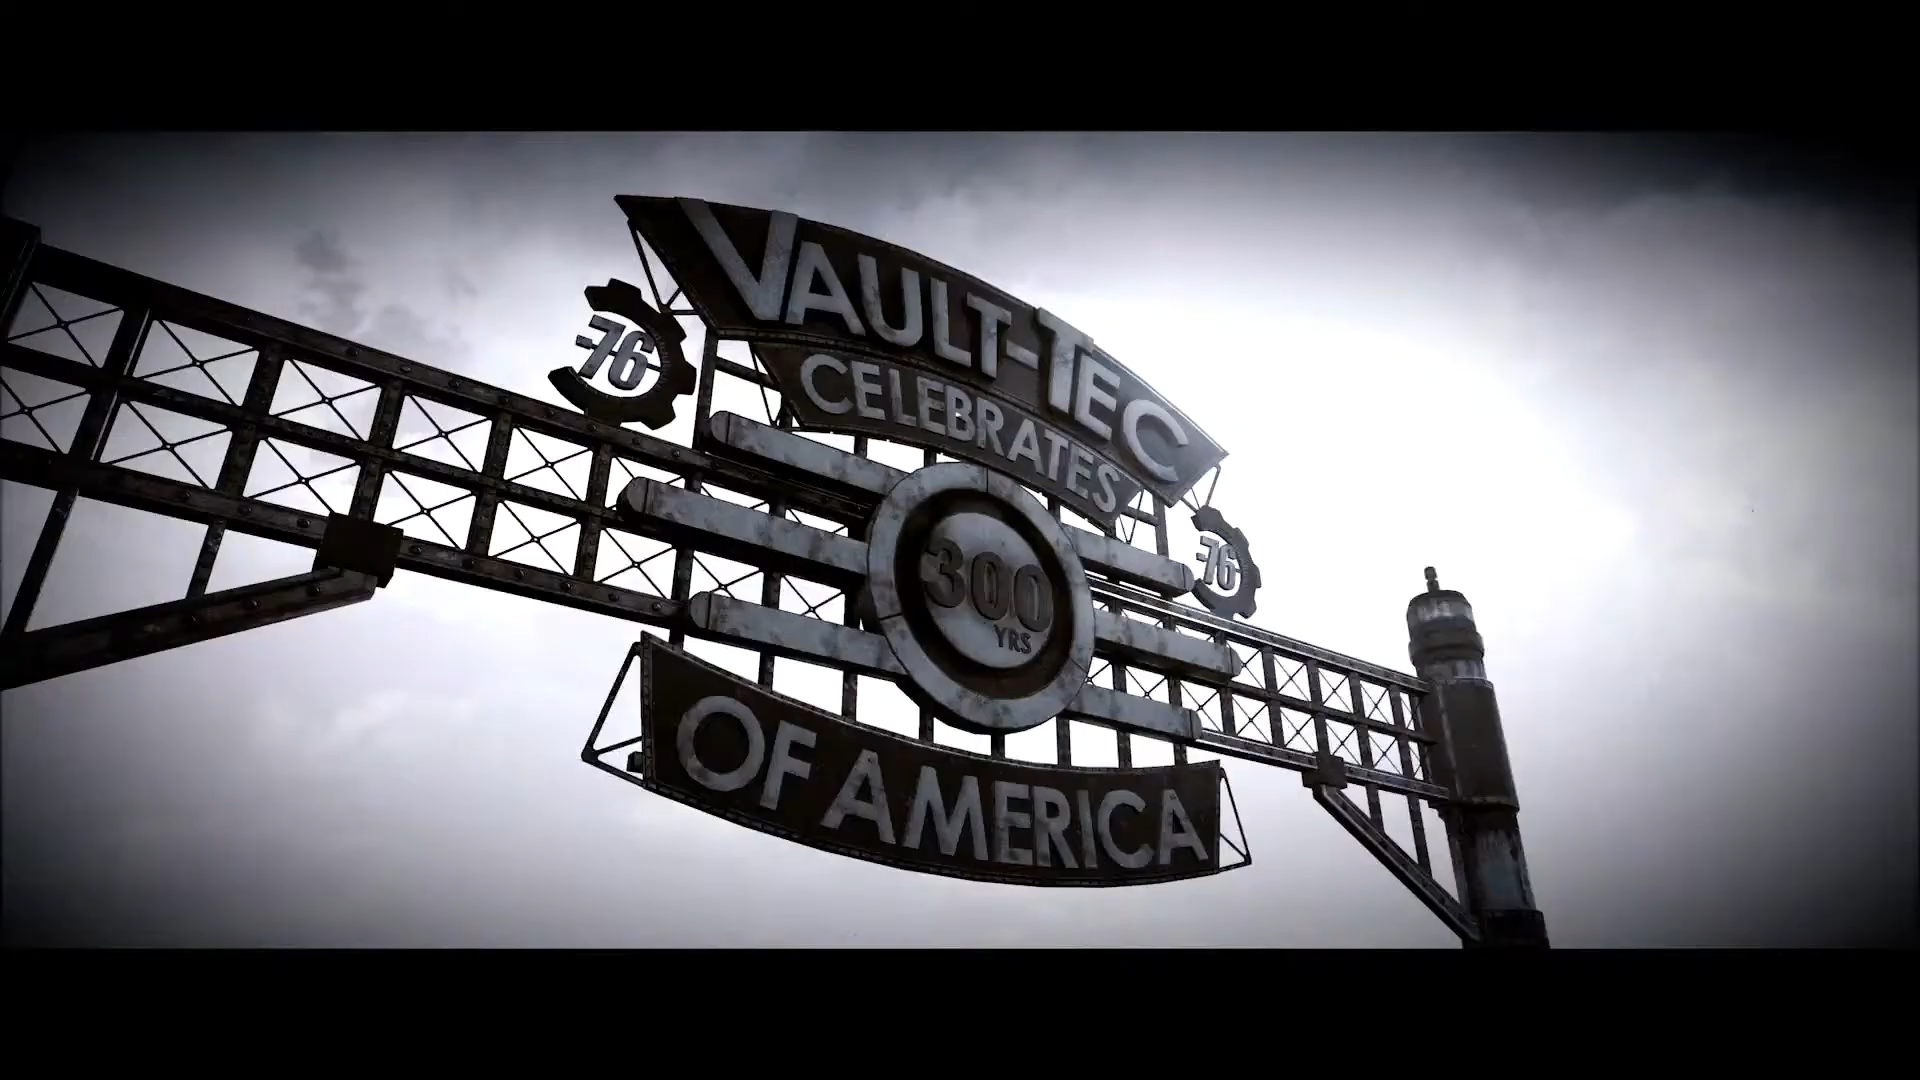 VAULT-TEC
CELEBRATES
76
76
300
YRS
OF AMERICA